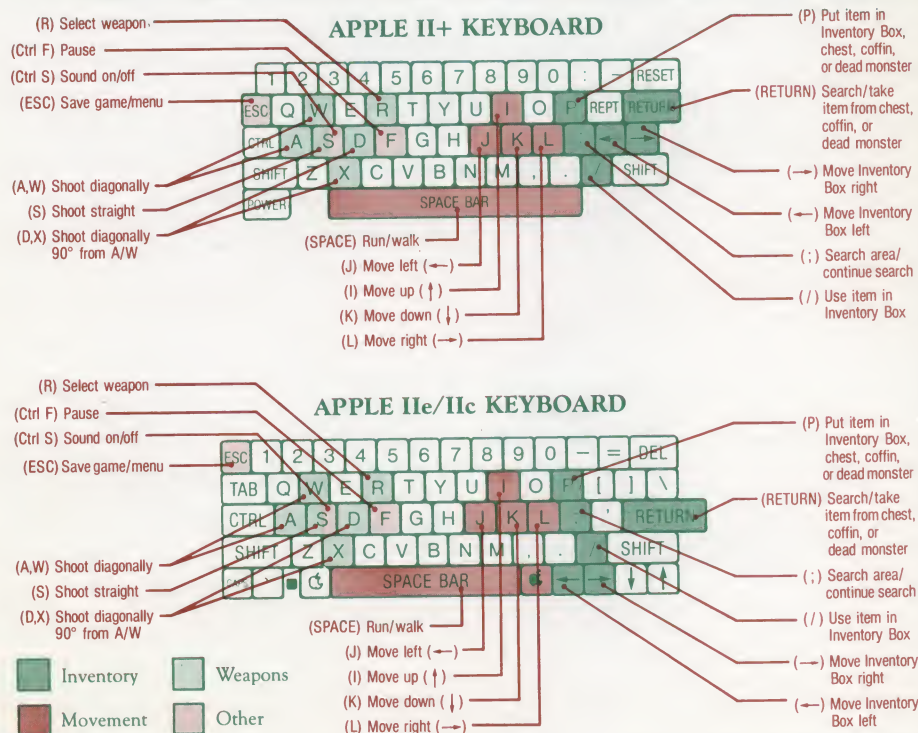 APPLE II+ KEYBOARD
(R) Select weapon
(Ctrl F) Pause
(Ctrl S) Sound on/off
(ESC) Save game/menu
(A,W) Shoot diagonally
(S) Shoot straight
(D,X) Shoot diagonally
90° from A/W
1 2 3 4 5 6 7 8 9 0 : - RESET
ESC Q W E R T Y U I O P REPT RETURN
CTRL A S D F G H J K L ; ← →
SHIFT Z X C V B N M , . / SHIFT
POWER SPACE BAR
(SPACE) Run/walk
(J) Move left (←)
(I) Move up (↑)
(K) Move down (↓)
(L) Move right (→)
(P) Put item in
Inventory Box,
chest, coffin,
or dead monster
(RETURN) Search/take
item from chest,
coffin, or
dead monster
(→) Move Inventory
Box right
(←) Move Inventory
Box left
(;) Search area/
continue search
(/) Use item in
Inventory Box
APPLE IIe/IIc KEYBOARD
(R) Select weapon
(Ctrl F) Pause
(Ctrl S) Sound on/off
(ESC) Save game/menu
(A,W) Shoot diagonally
(S) Shoot straight
(D,X) Shoot diagonally
90° from A/W
ESC 1 2 3 4 5 6 7 8 9 0 - = DEL
TAB Q W E R T Y U I O P [ ] \
CTRL A S D F G H J K L ; ' RETURN
SHIFT Z X C V B N M , . / SHIFT
CAPS ` SPACE BAR ← → ↓ ↑
(SPACE) Run/walk
(J) Move left (←)
(I) Move up (↑)
(K) Move down (↓)
(L) Move right (→)
(P) Put item in
Inventory Box,
chest, coffin,
or dead monster
(RETURN) Search/take
item from chest,
coffin, or
dead monster
(;) Search area/
continue search
(/) Use item in
Inventory Box
(→) Move Inventory
Box right
(←) Move Inventory
Box left
Inventory
Weapons
Movement
Other